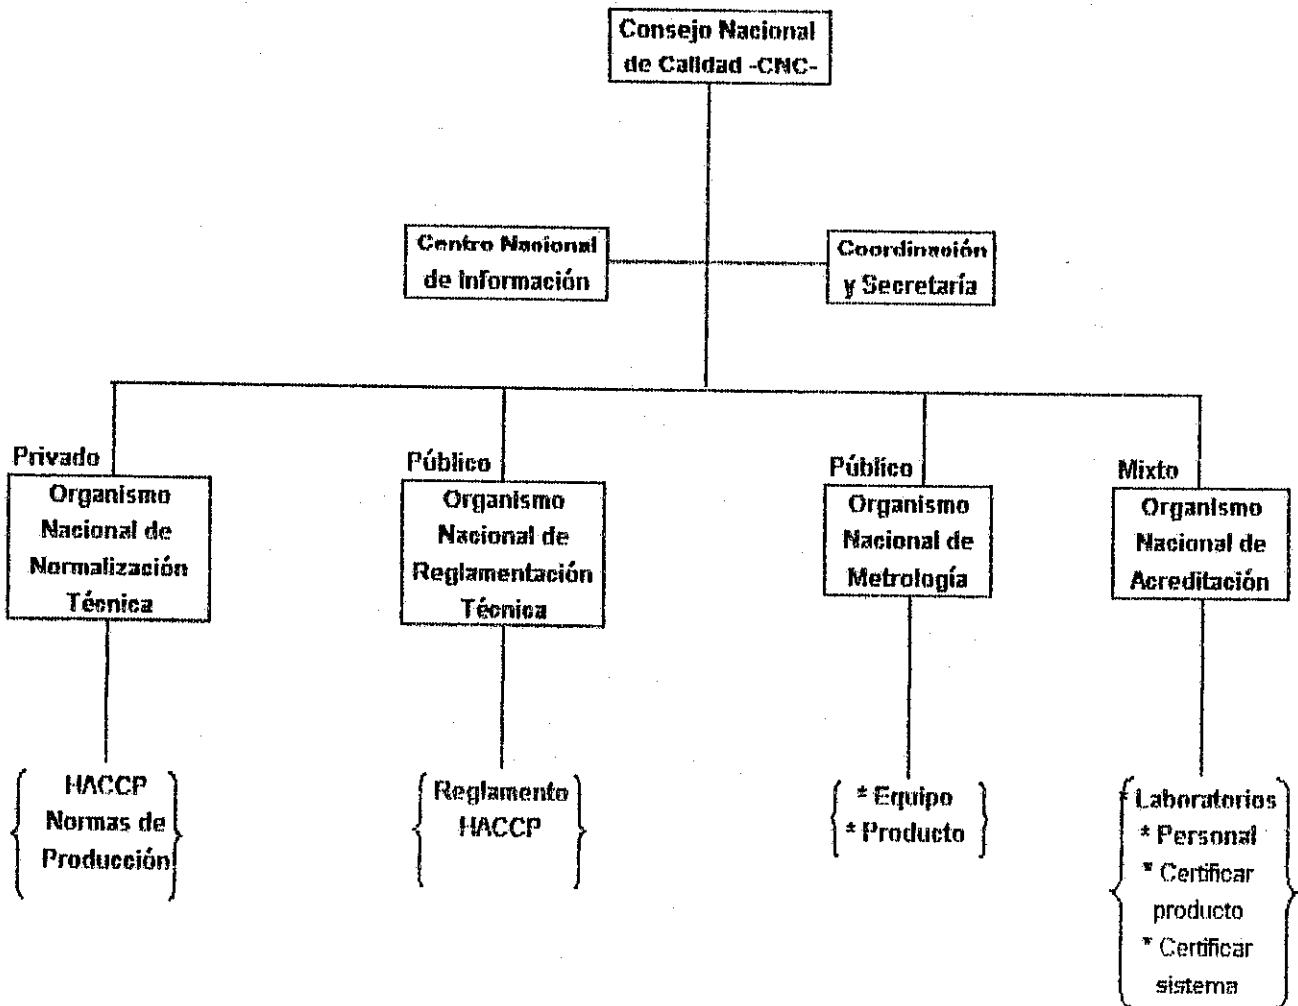 Consejo Nacional
de Calidad -CNC-
Centro Nacional
de Información
Coordinación
y Secretaría
Privado
Organismo
Nacional de
Normalización
Técnica
Público
Organismo
Nacional de
Reglamentación
Técnica
Público
Organismo
Nacional de
Metrología
Mixto
Organismo
Nacional de
Acreditación
HACCP
Normas de
Producción
Reglamento
HACCP
* Equipo
* Producto
* Laboratorios
* Personal
* Certificar
producto
* Certificar
sistema